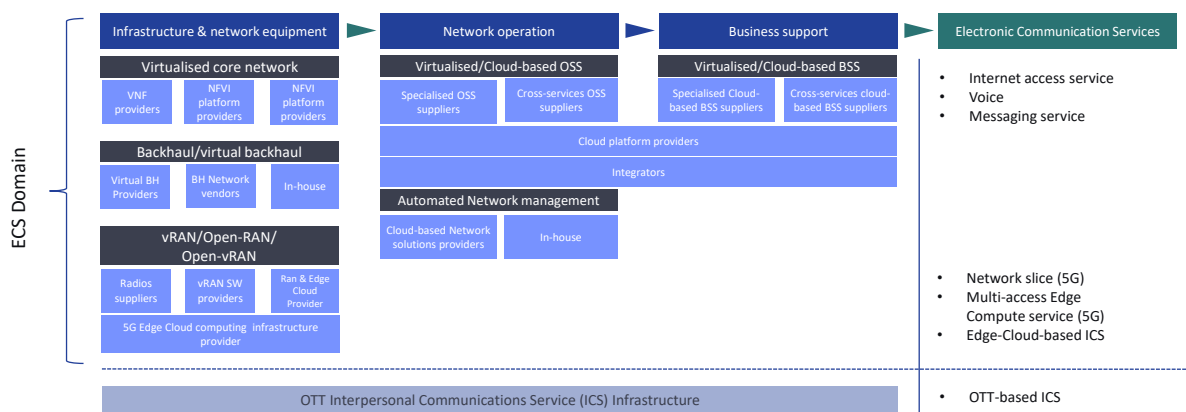 Infrastructure & network equipment
Network operation
Business support
Electronic Communication Services
ECS Domain
Virtualised core network
VNF
providers
NFVI
platform
providers
NFVI
platform
providers
Backhaul/virtual backhaul
Virtual BH
Providers
BH Network
vendors
In-house
vRAN/Open-RAN/
Open-vRAN
Radios
suppliers
vRAN SW
providers
Ran & Edge
Cloud
Provider
5G Edge Cloud computing infrastructure
provider
Virtualised/Cloud-based OSS
Specialised OSS
suppliers
Cross-services OSS
suppliers
Virtualised/Cloud-based BSS
Specialised Cloud-
based BSS suppliers
Cross-services cloud-
based BSS suppliers
Cloud platform providers
Integrators
Automated Network management
Cloud-based Network
solutions providers
In-house
• Internet access service
• Voice
• Messaging service
• Network slice (5G)
• Multi-access Edge
Compute service (5G)
• Edge-Cloud-based ICS
OTT Interpersonal Communications Service (ICS) Infrastructure
• OTT-based ICS